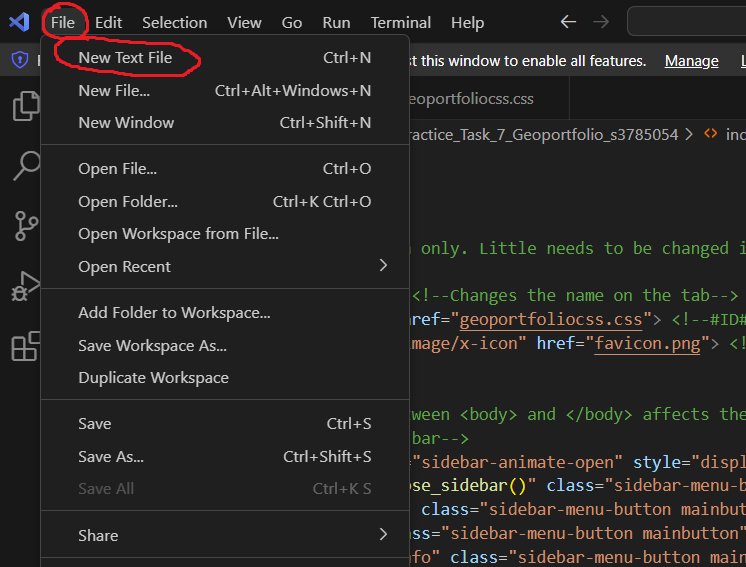 File Edit Selection View Go Run Terminal Help
New Text File Ctrl+N
st this window to enable all features. Manage
New File... Ctrl+Alt+Windows+N
eoportfoliocss.css
New Window Ctrl+Shift+N
ractice_Task_7_Geoportfolio_s3785054 > <> ind
Open File... Ctrl+O
Open Folder... Ctrl+K Ctrl+O
Open Workspace from File...
only. Little needs to be changed i
Open Recent
<!--Changes the name on the tab-->
Add Folder to Workspace...
href="geoportfoliocss.css"> <!--#ID#
Save Workspace As...
image/x-icon" href="favicon.png"> <!
Duplicate Workspace
ween <body> and </body> affects the
Save Ctrl+S
bar-->
Save As... Ctrl+Shift+S
="sidebar-animate-open" style="displ
Save All Ctrl+K S
ose_sidebar()" class="sidebar-menu-b
class="sidebar-menu-button mainbut
Share
ass="sidebar-menu-button mainbutton"
fo" class="sidebar-menu-button main